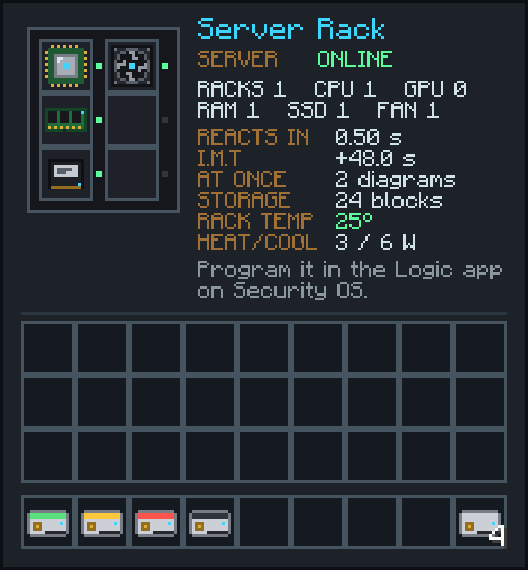 Server Rack
SERVER ONLINE
RACKS 1 CPU 1 GPU 0
RAM 1 SSD 1 FAN 1
REACTS IN 0.50 s
I.M.T +48.0 s
AT ONCE 2 diagrams
STORAGE 24 blocks
RACK TEMP 25°
HEAT/COOL 3 / 6 W
Program it in the Logic app
on Security OS.
4